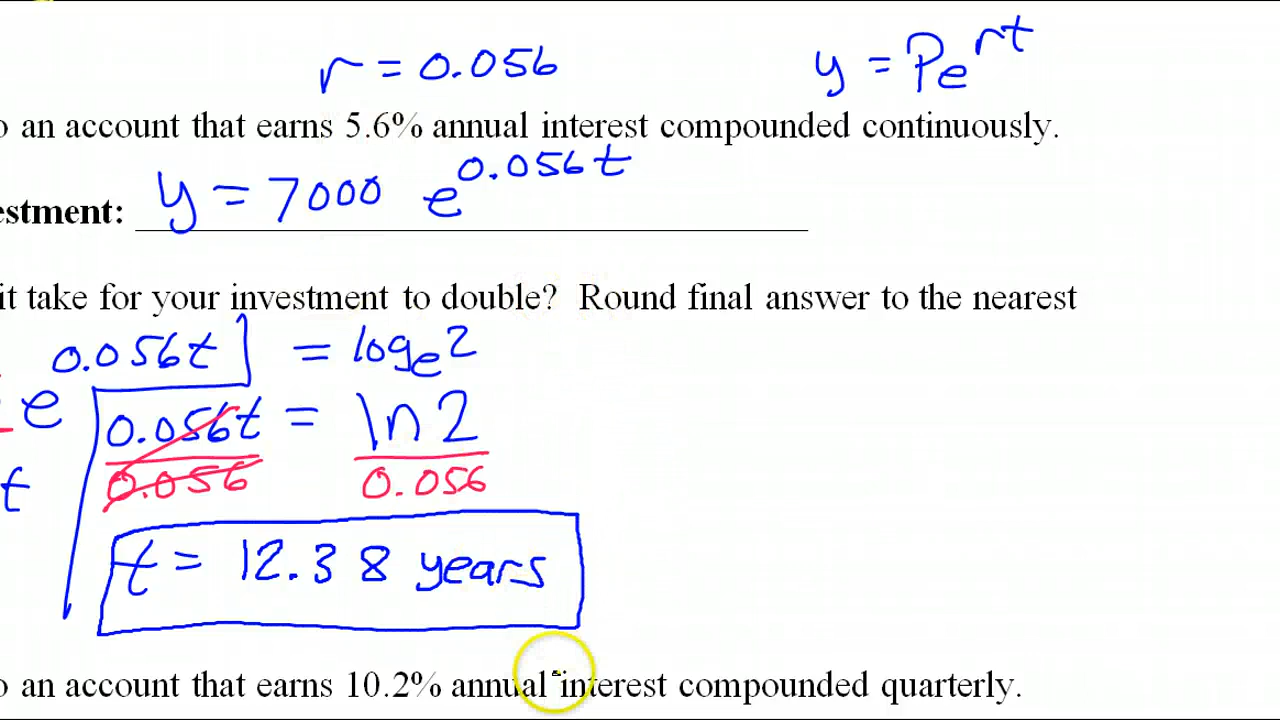 r = 0.056 y = Pe^{rt}
o an account that earns 5.6% annual interest compounded continuously.
estment: y = 7000 e^{0.056t}
it take for your investment to double? Round final answer to the nearest
e^{0.056t} = log_e 2
0.056t = ln 2
0.056 0.056
t
t = 12.38 years
o an account that earns 10.2% annual interest compounded quarterly.